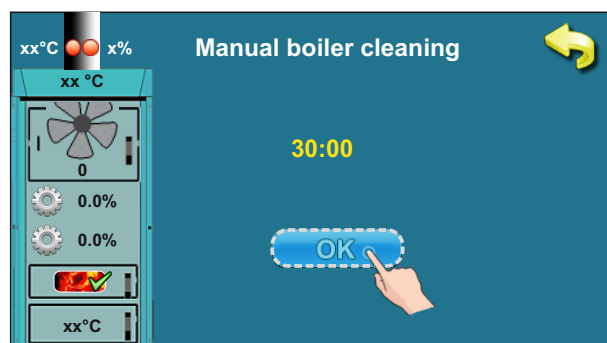 xx°C x% Manual boiler cleaning
xx °C
0
30:00
0.0%
0.0%
OK
xx°C